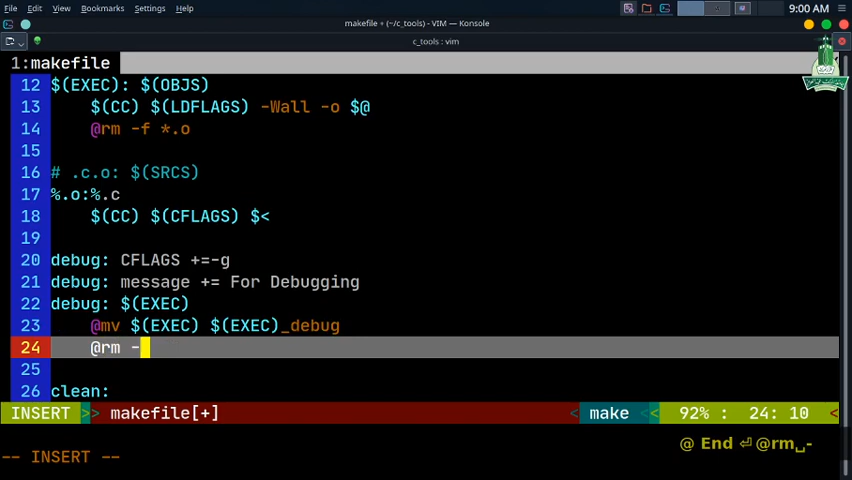 File Edit View Bookmarks Settings Help 9:00 AM
makefile + (~/c_tools) – VIM — Konsole
c_tools : vim
1:makefile
12 $(EXEC): $(OBJS)
13 $(CC) $(LDFLAGS) -Wall -o $@
14 @rm -f *.o
15
16 # .c.o: $(SRCS)
17 %.o:%.c
18 $(CC) $(CFLAGS) $<
19
20 debug: CFLAGS +=-g
21 debug: message += For Debugging
22 debug: $(EXEC)
23 @mv $(EXEC) $(EXEC)_debug
24 @rm -
25
26 clean:
INSERT >> makefile[+] < make < 92% : 24: 10 <
@ End ⏎ @rm␣-
-- INSERT --